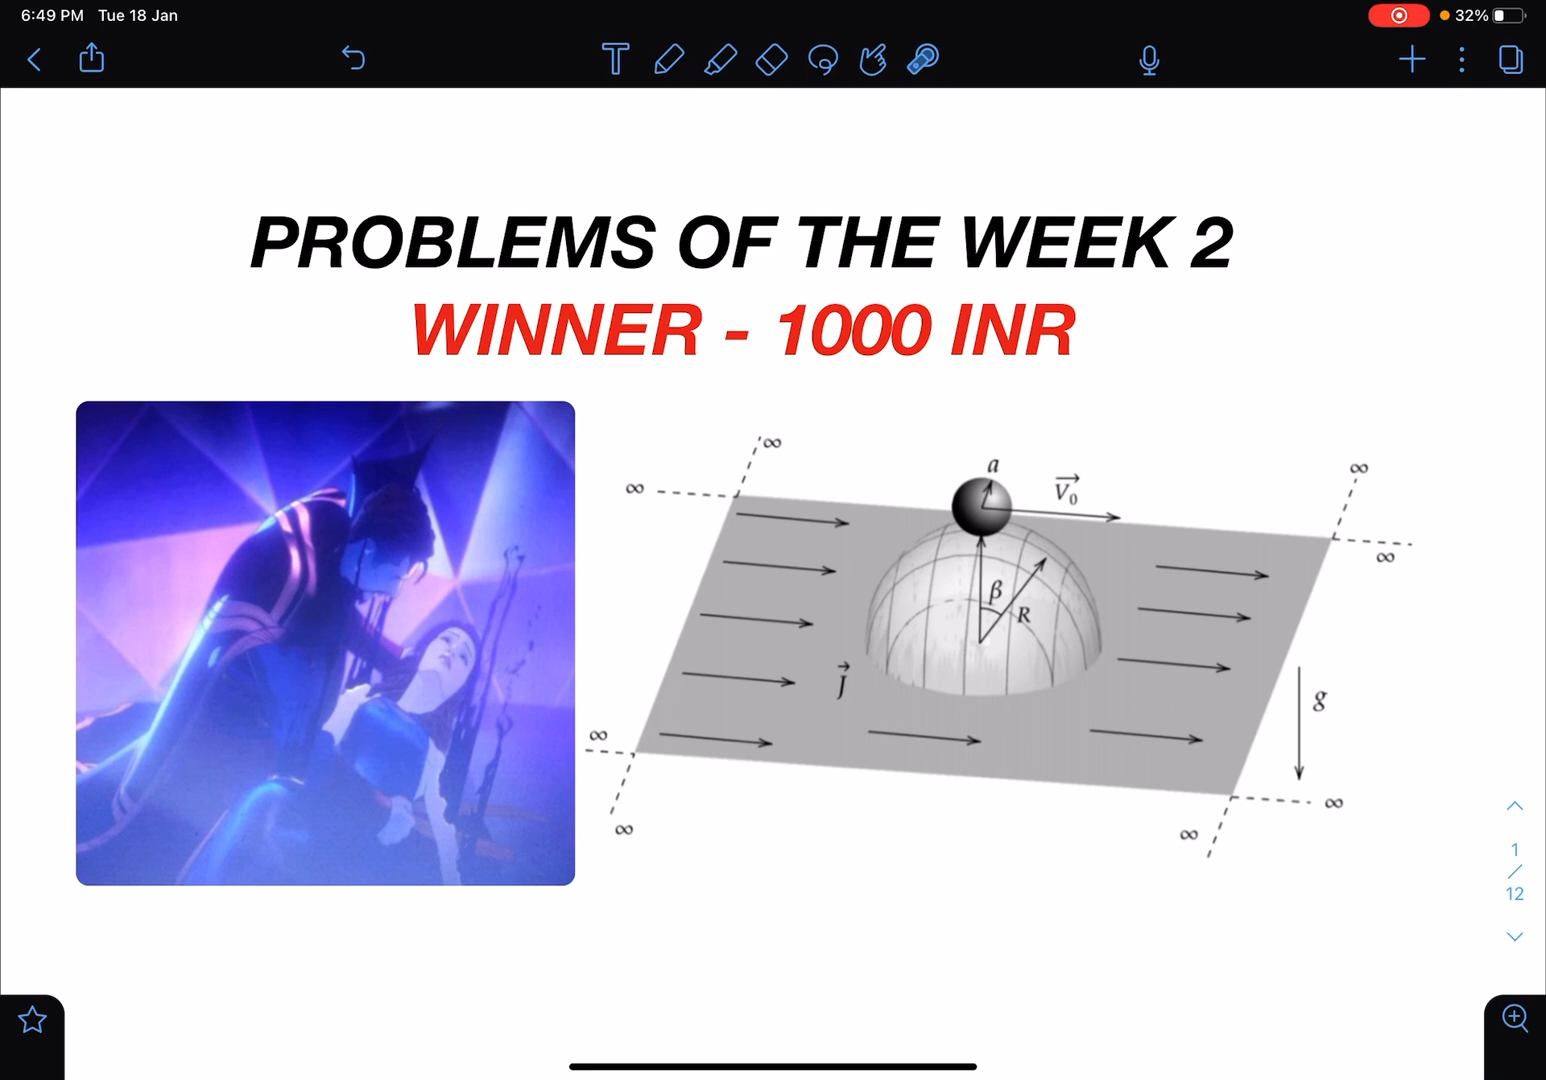 6:49 PM Tue 18 Jan
32%
PROBLEMS OF THE WEEK 2
WINNER - 1000 INR
∞
∞
∞
∞
a
V₀
β
R
J
g
∞
∞
∞
∞
1
/
12